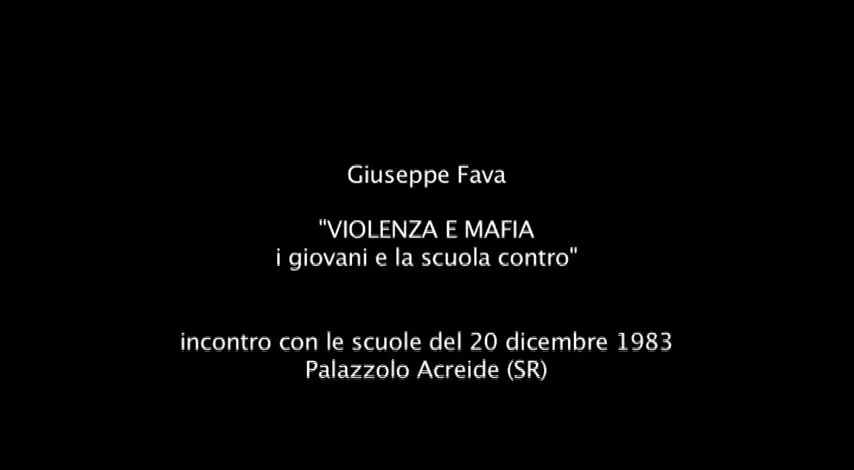 Giuseppe Fava
"VIOLENZA E MAFIA
i giovani e la scuola contro"
incontro con le scuole del 20 dicembre 1983
Palazzolo Acreide (SR)